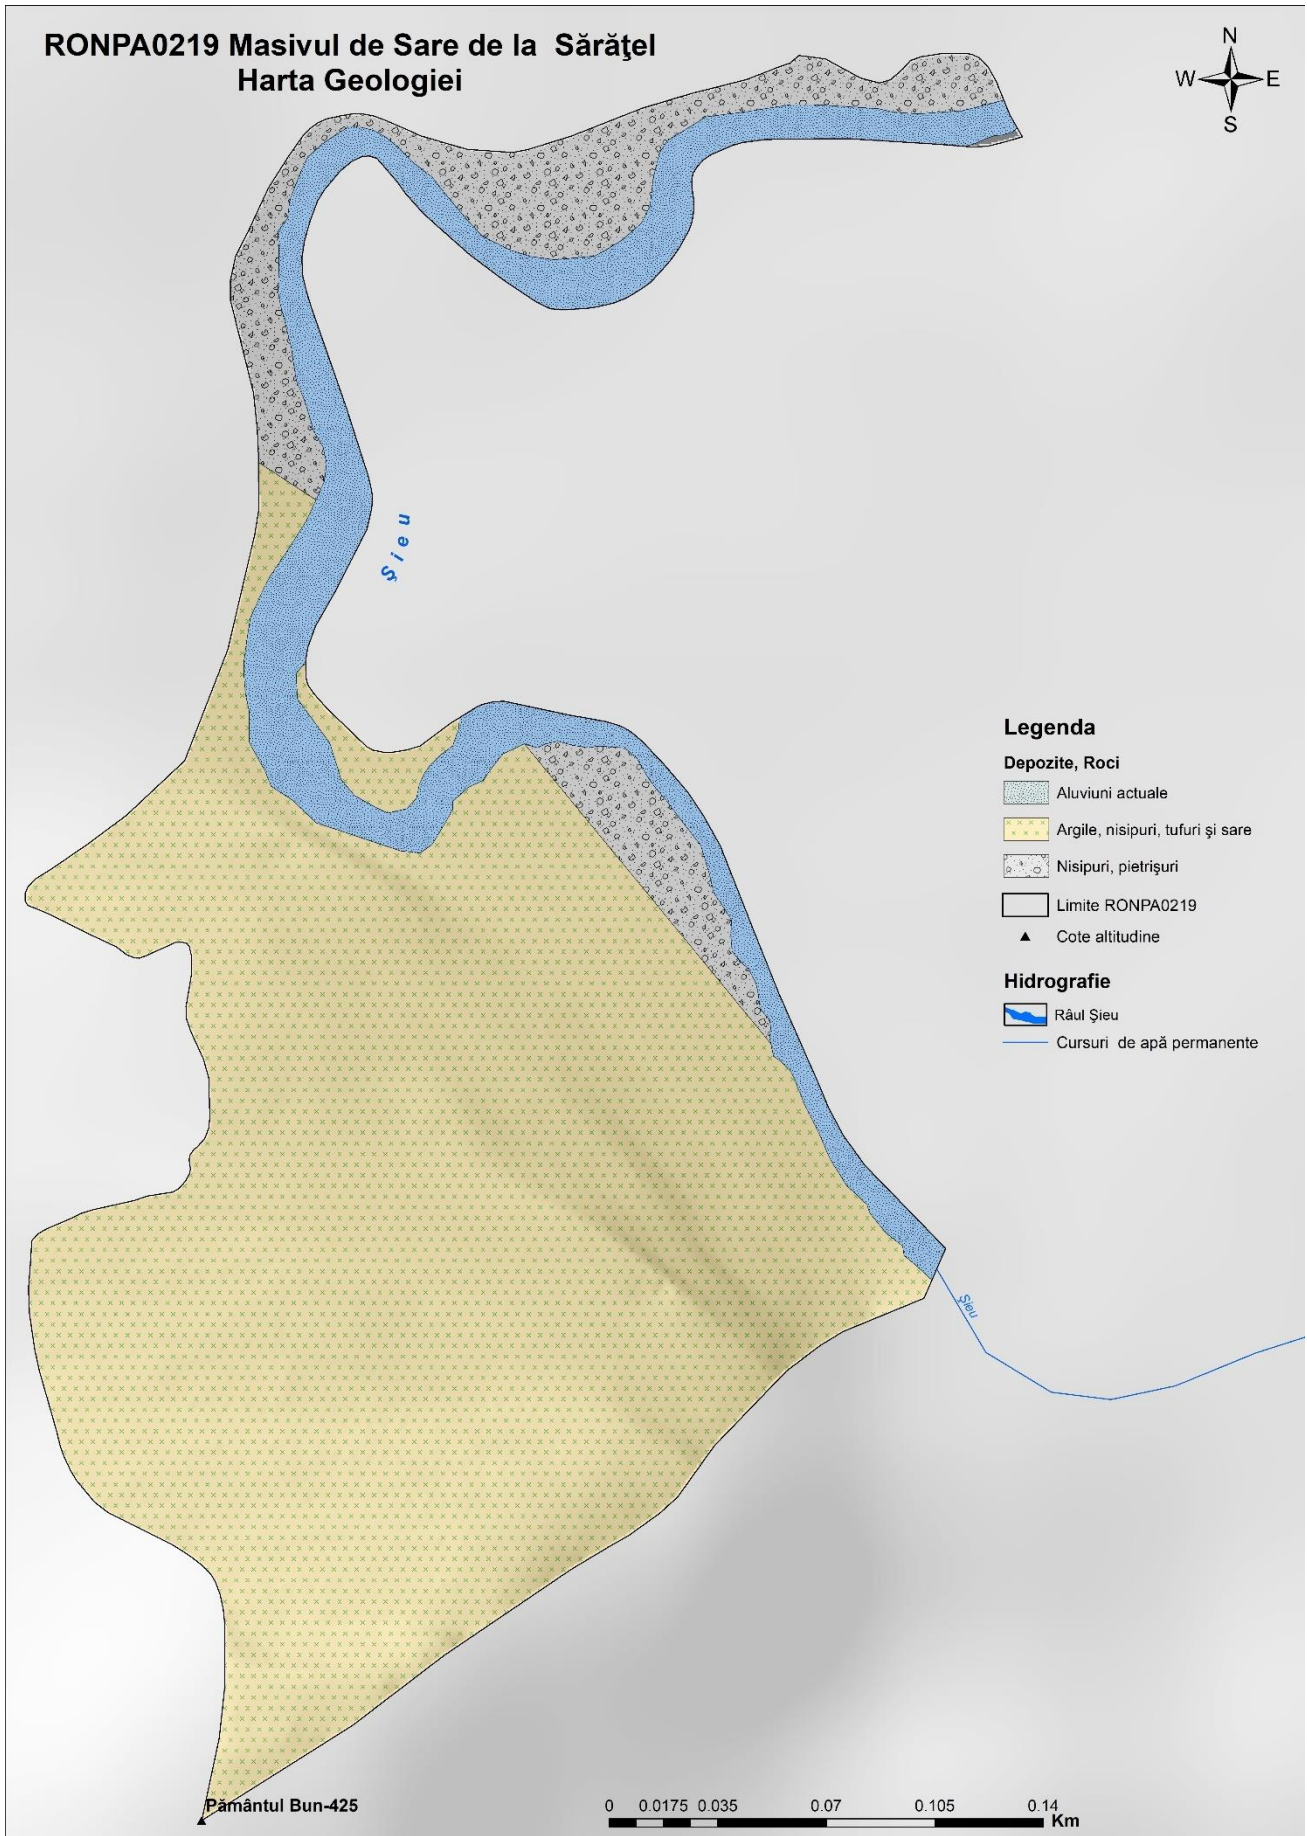 RONPA0219 Masivul de Sare de la Sărăţel
Harta Geologiei
N
W E
S
Şieu
Legenda
Depozite, Roci
Aluviuni actuale
Argile, nisipuri, tufuri şi sare
Nisipuri, pietrişuri
Limite RONPA0219
Cote altitudine
Hidrografie
Râul Şieu
Cursuri de apă permanente
Şieu
Pământul Bun-425
0 0.0175 0.035 0.07 0.105 0.14
Km